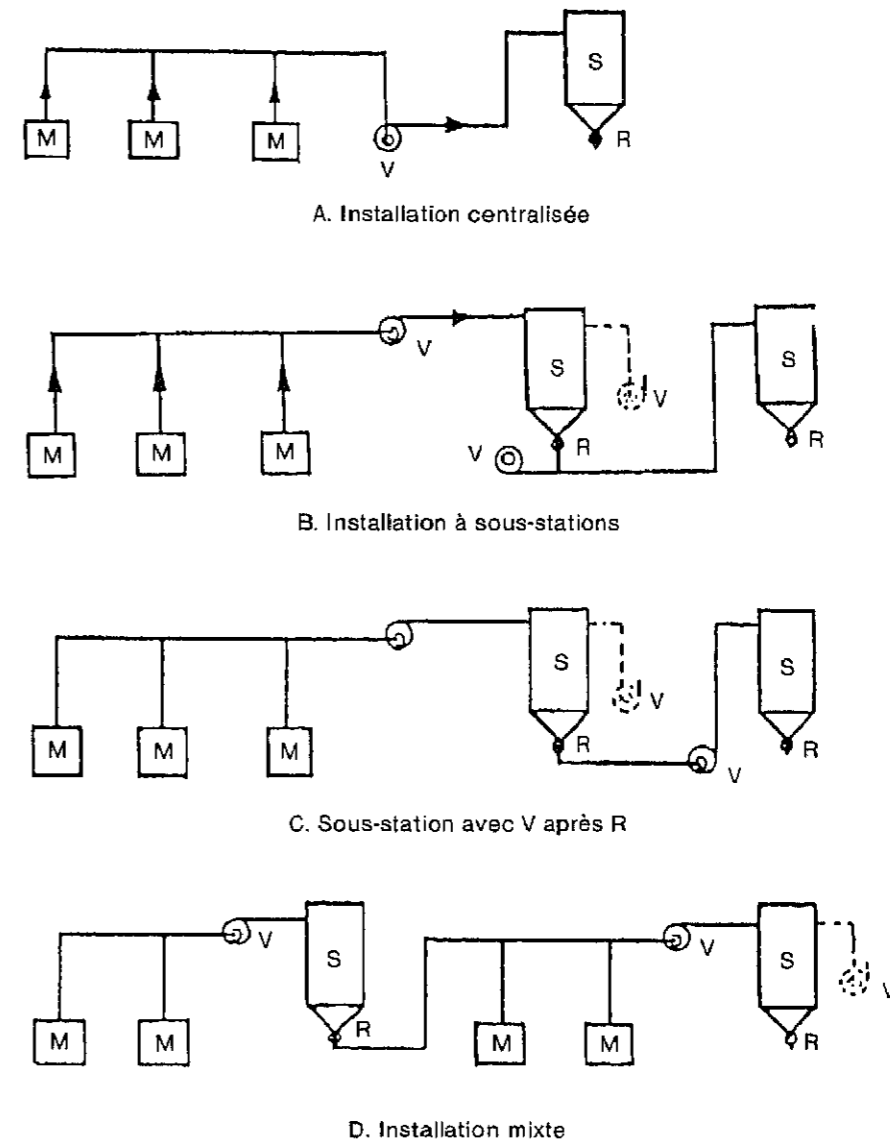 S
M M M
V
R
A. Installation centralisée
V
S
V
S
M M M
V
R
R
B. Installation à sous-stations
S
V
S
M M M
R
V
R
C. Sous-station avec V après R
V
S
V
S
V
M M
R
M M
R
D. Installation mixte